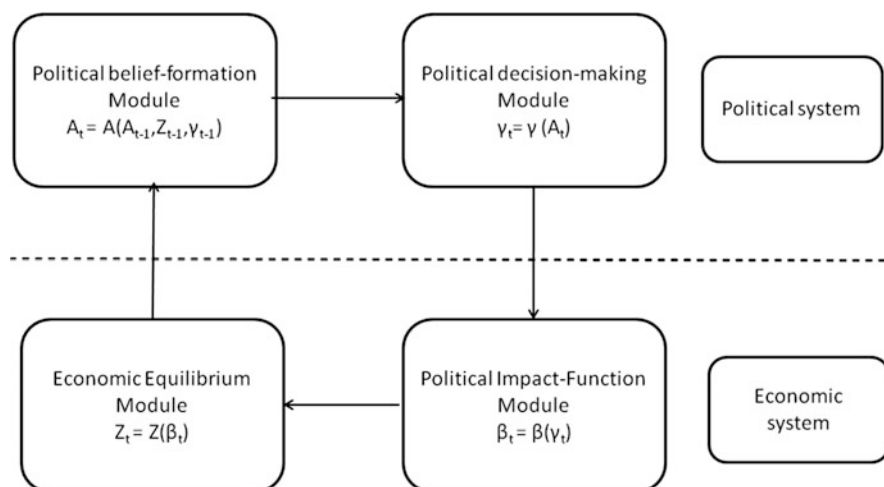 Political belief-formation
Module
Aₜ = A(Aₜ₋₁,Zₜ₋₁,γₜ₋₁)
Political decision-making
Module
γₜ= γ (Aₜ)
Political system
Economic Equilibrium
Module
Zₜ = Z(βₜ)
Political Impact-Function
Module
βₜ = β(γₜ)
Economic
system